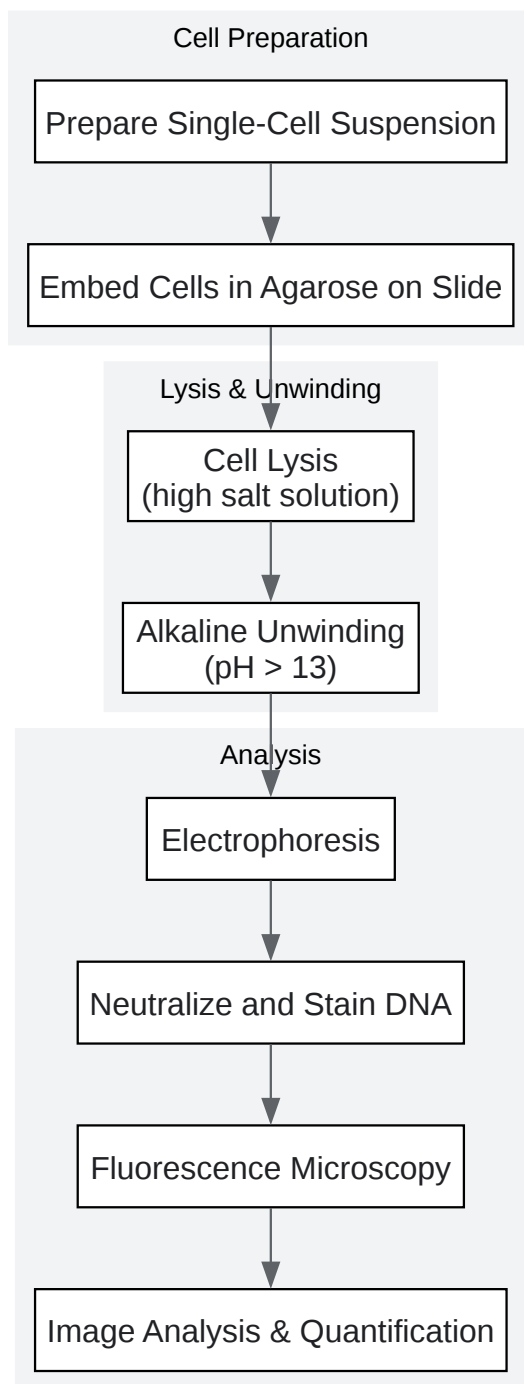 Cell Preparation
Prepare Single-Cell Suspension
Embed Cells in Agarose on Slide
Lysis & Unwinding
Cell Lysis
(high salt solution)
Alkaline Unwinding
(pH > 13)
Analysis
Electrophoresis
Neutralize and Stain DNA
Fluorescence Microscopy
Image Analysis & Quantification